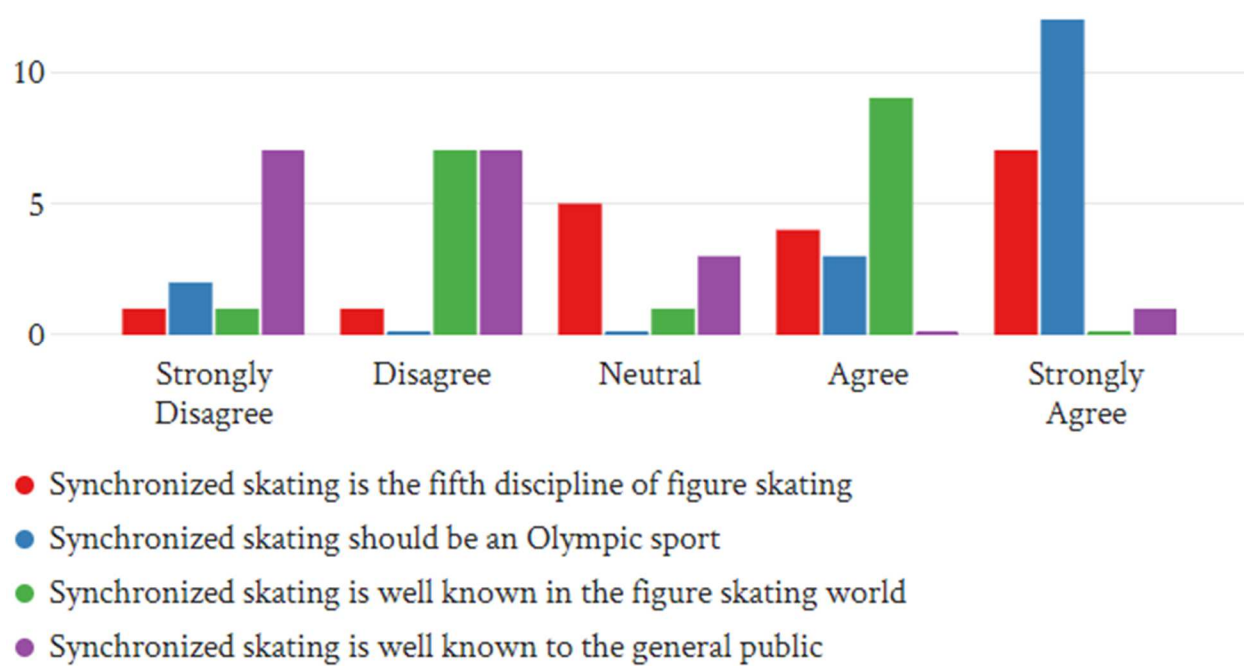 10
5
0
Strongly
Disagree
Disagree
Neutral
Agree
Strongly
Agree
Synchronized skating is the fifth discipline of figure skating
Synchronized skating should be an Olympic sport
Synchronized skating is well known in the figure skating world
Synchronized skating is well known to the general public